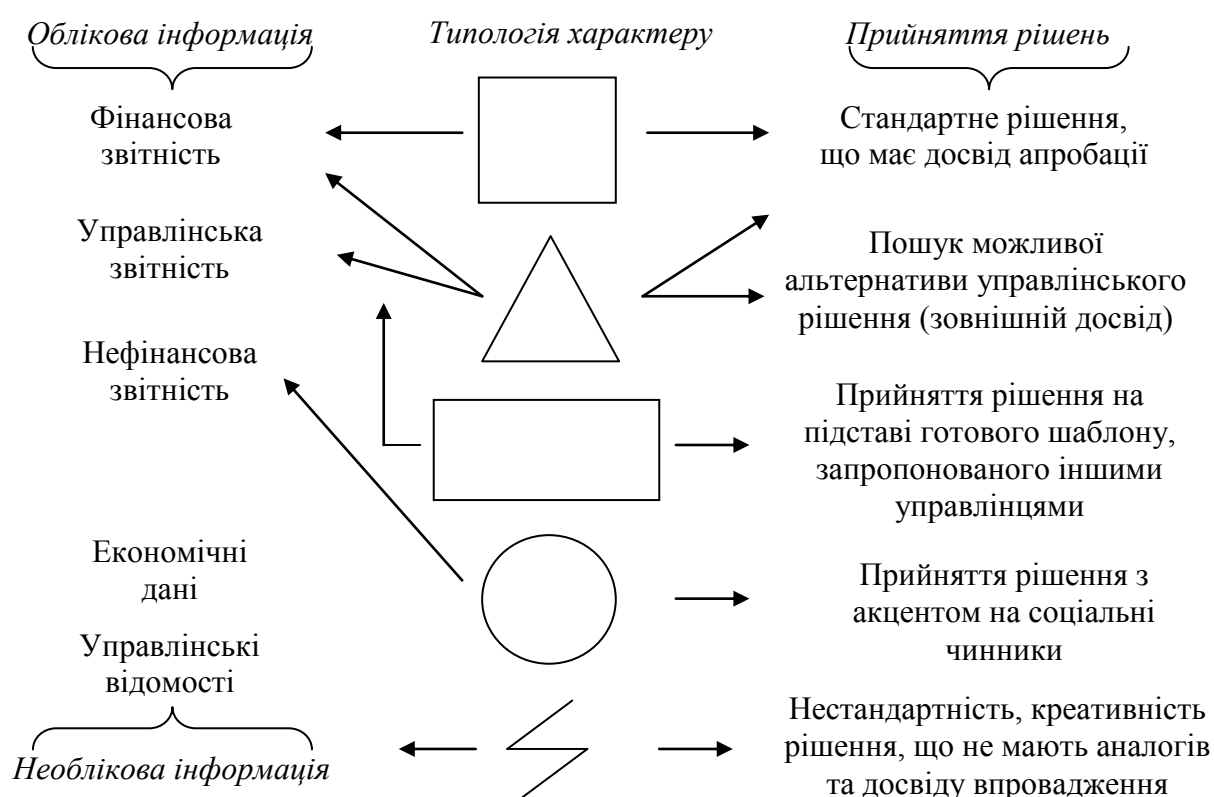 Облікова інформація
Типологія характеру
Прийняття рішень
Фінансова
звітність
Стандартне рішення,
що має досвід апробації
Управлінська
звітність
Пошук можливої
альтернативи управлінського
рішення (зовнішній досвід)
Нефінансова
звітність
Прийняття рішення на
підставі готового шаблону,
запропонованого іншими
управлінцями
Економічні
дані
Прийняття рішення з
акцентом на соціальні
чинники
Управлінські
відомості
Необлікова інформація
Нестандартність, креативність
рішення, що не мають аналогів
та досвіду впровадження